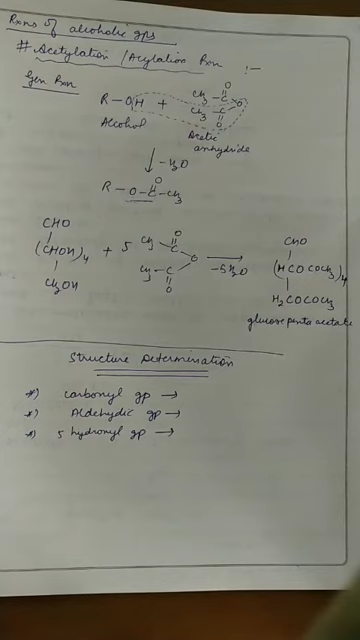 Rxns of alcoholic gps
# Acetylation / Acylation Rxn :-
Gen Rxn
R-OH + CH3 C O O CH3 C O
Alcohol Acetic anhydride
-H2O
R-O-C-CH3 O
CHO (CHOH)4 CH2OH + 5 CH3 C O O CH3-C O -5H2O CHO (HCOCOCH3)4 H2COCOCH3
glucose penta acetate
Structure Determination
*) carbonyl gp →
*) Aldehydic gp →
*) 5 hydroxyl gp →